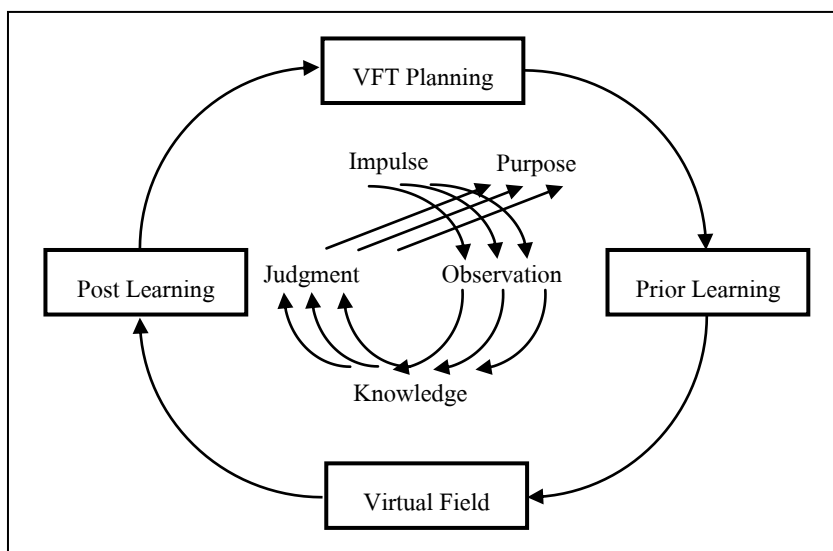 VFT Planning
Impulse Purpose
Post Learning
Judgment Observation
Prior Learning
Knowledge
Virtual Field